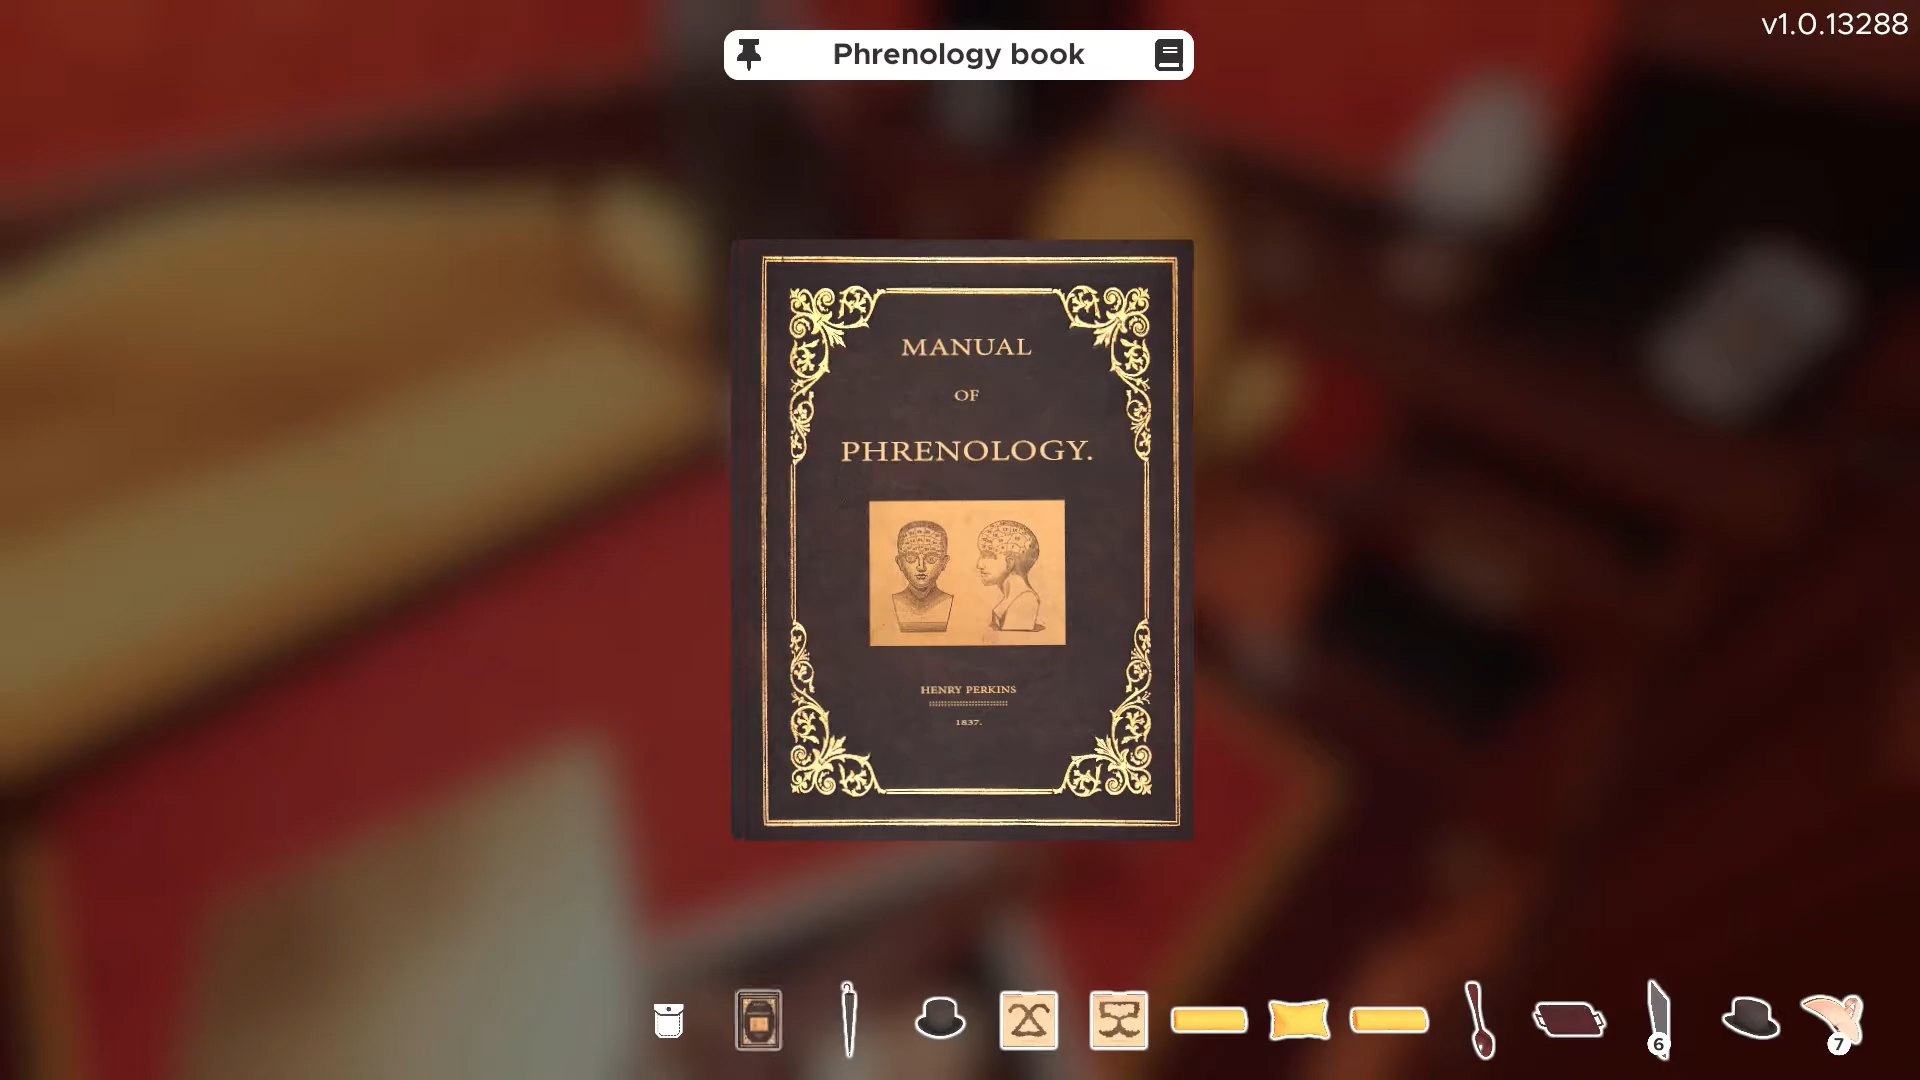 v1.0.13288
Phrenology book
MANUAL
OF
PHRENOLOGY.
HENRY PERKINS
1837.
6
7